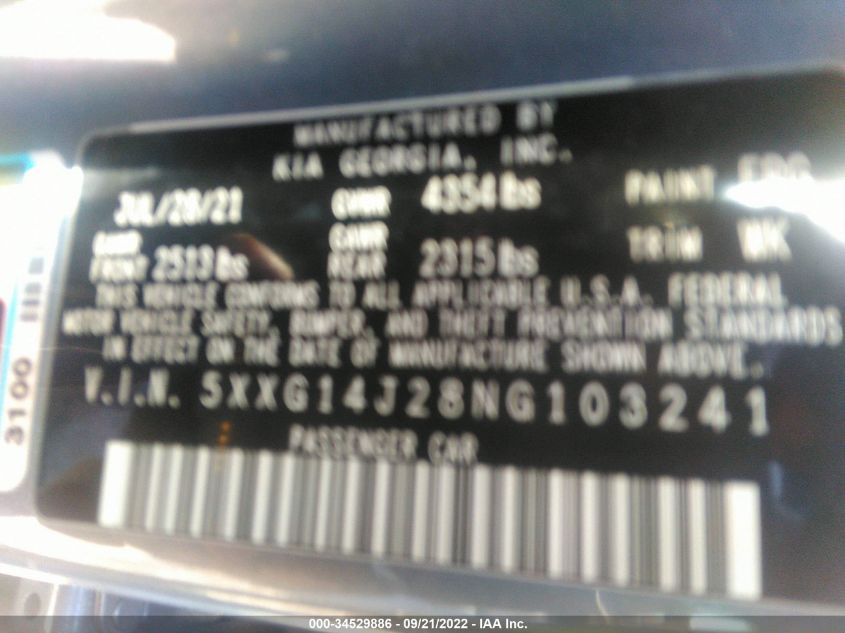 MANUFACTURED BY
KIA GEORGIA, INC.
JUL/28/21 GVWR 4354 lbs PAINT
GAWR FRONT 2513 lbs GAWR REAR 2315 lbs TRIM WK
THIS VEHICLE CONFORMS TO ALL APPLICABLE U.S.A. FEDERAL
MOTOR VEHICLE SAFETY, BUMPER, AND THEFT PREVENTION STANDARDS
IN EFFECT ON THE DATE OF MANUFACTURE SHOWN ABOVE.
V.I.N. 5XXG14J28NG103241
PASSENGER CAR
3100
000-34529886 / 09/21/2022 - IAA Inc.